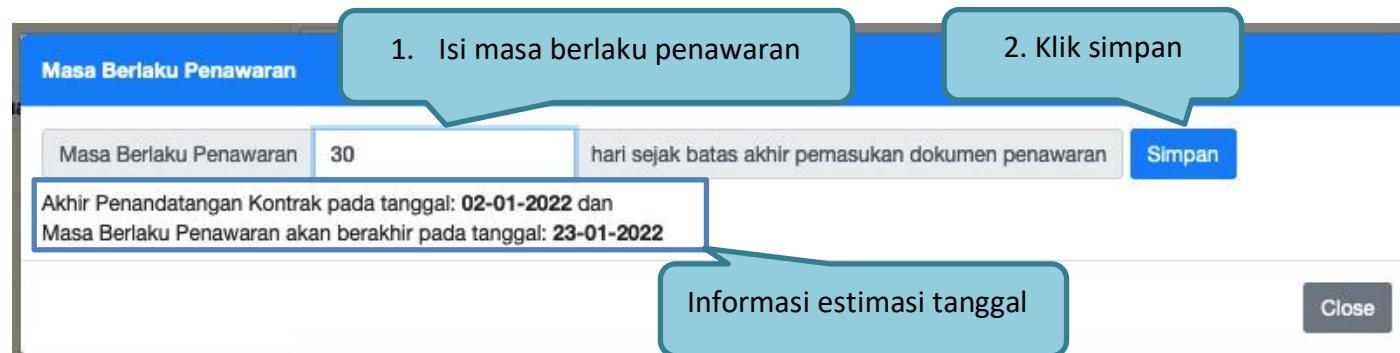 1. Isi masa berlaku penawaran
2. Klik simpan
Masa Berlaku Penawaran
Masa Berlaku Penawaran 30 hari sejak batas akhir pemasukan dokumen penawaran Simpan
Akhir Penandatangan Kontrak pada tanggal: 02-01-2022 dan
Masa Berlaku Penawaran akan berakhir pada tanggal: 23-01-2022
Informasi estimasi tanggal
Close